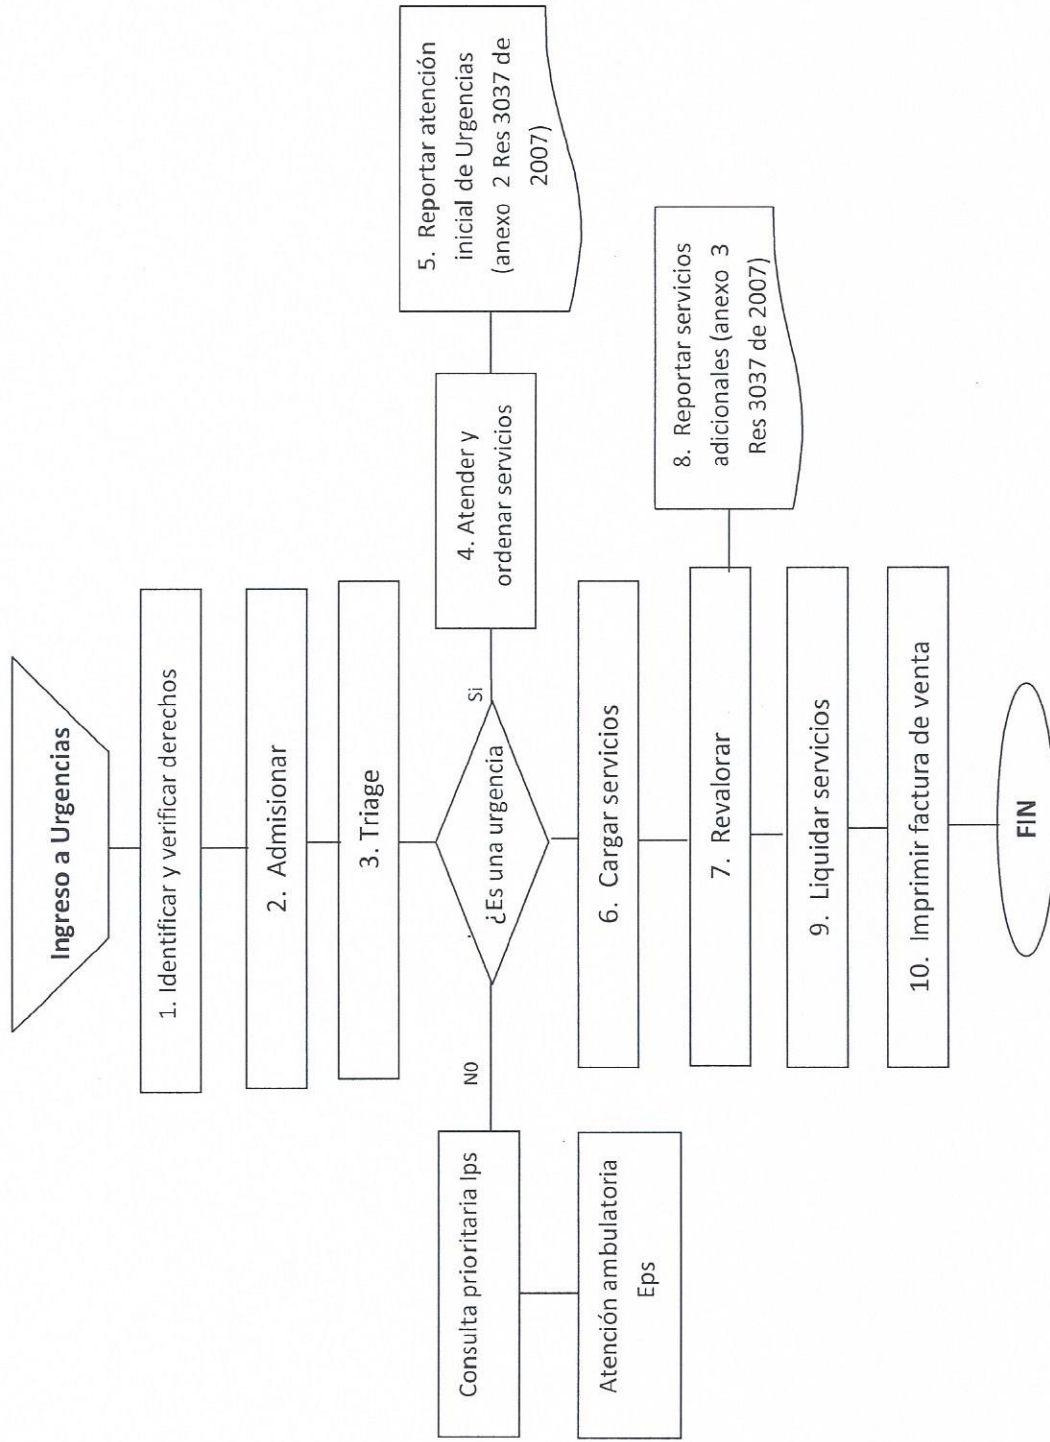 Ingreso a Urgencias
1. Identificar y verificar derechos
2. Admisionar
3. Triage
¿Es una urgencia
Si
4. Atender y
ordenar servicios
5. Reportar atención
inicial de Urgencias
(anexo 2 Res 3037 de
2007)
NO
Consulta prioritaria Ips
Atención ambulatoria
Eps
6. Cargar servicios
7. Revalorar
8. Reportar servicios
adicionales (anexo 3
Res 3037 de 2007)
9. Liquidar servicios
10. Imprimir factura de venta
FIN